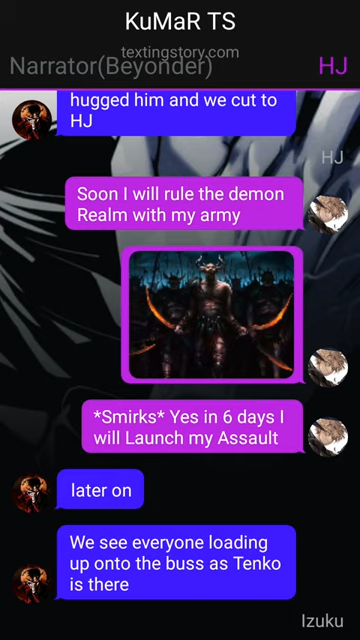 KuMaR TS
textingstory.com
Narrator(Beyonder)
HJ
hugged him and we cut to
HJ
HJ
Soon I will rule the demon
Realm with my army
*Smirks* Yes in 6 days I
will Launch my Assault
later on
We see everyone loading
up onto the buss as Tenko
is there
Izuku